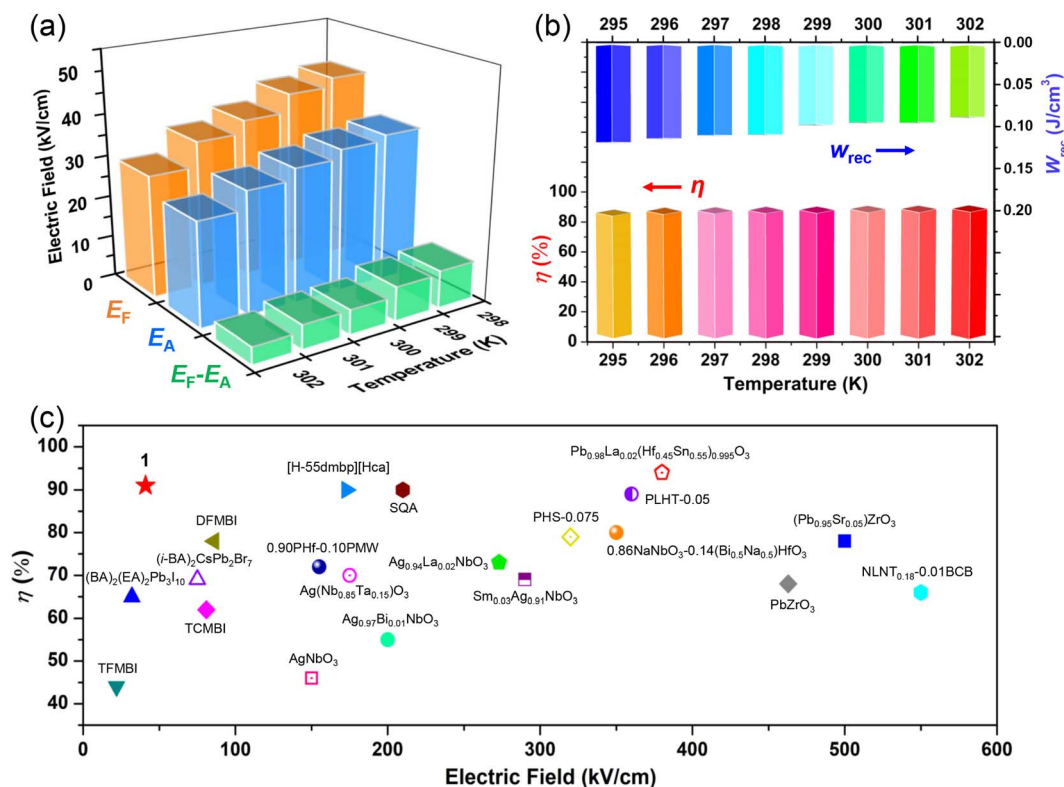 (a)
Electric Field (kV/cm)
50
40
30
20
10
0
E_F
E_A
E_F-E_A
302
301
300
299
298
Temperature (K)
(b)
295 296 297 298 299 300 301 302
0.00
0.05
0.10
0.15
0.20
W_rec (J/cm³)
w_rec
η
100
80
60
40
20
0
η (%)
295 296 297 298 299 300 301 302
Temperature (K)
(c)
100
90
80
70
60
50
40
η (%)
1
[H-55dmbp][Hca]
SQA
Pb₀.₉₈La₀.₀₂(Hf₀.₄₅Sn₀.₅₅)₀.₉₉₅O₃
PLHT-0.05
DFMBI
PHS-0.075
(Pb₀.₉₅Sr₀.₀₅)ZrO₃
(i-BA)₂CsPb₂Br₇
0.90PHf-0.10PMW
0.86NaNbO₃-0.14(Bi₀.₅Na₀.₅)HfO₃
(BA)₂(EA)₂Pb₃I₁₀
Ag₀.₉₄La₀.₀₂NbO₃
Ag(Nb₀.₈₅Ta₀.₁₅)O₃
Sm₀.₀₃Ag₀.₉₁NbO₃
PbZrO₃
NLNT₀.₁₈-0.01BCB
TCMBI
Ag₀.₉₇Bi₀.₀₁NbO₃
TFMBI
AgNbO₃
0 100 200 300 400 500 600
Electric Field (kV/cm)